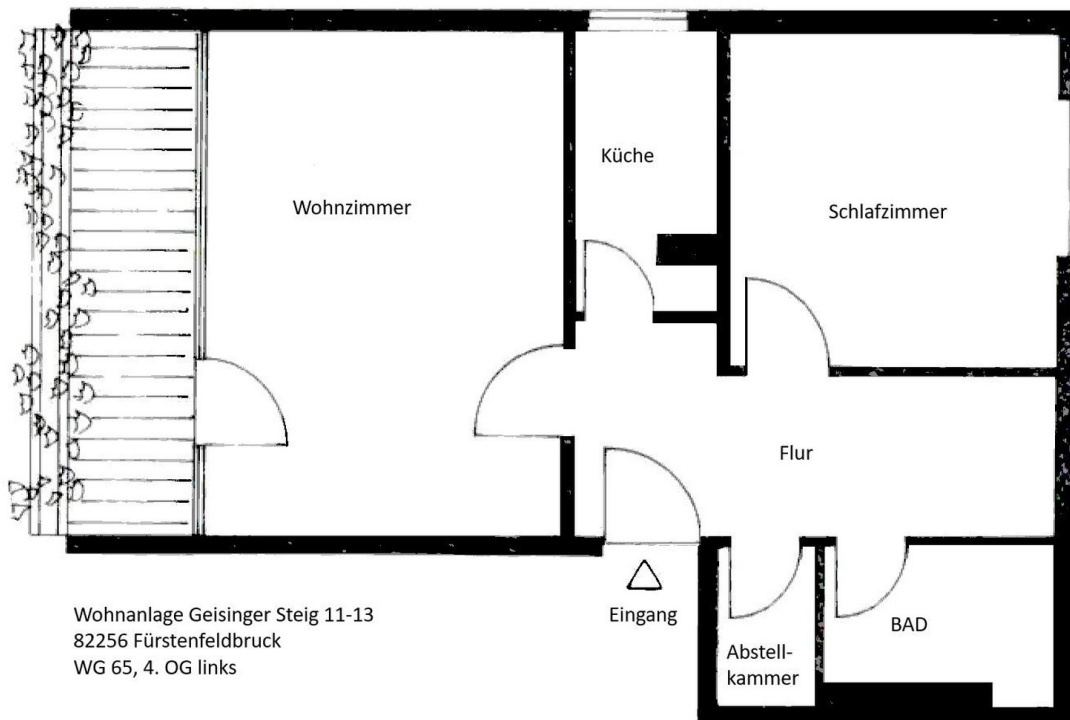 Küche
Wohnzimmer
Schlafzimmer
Flur
Eingang
BAD
Abstell-
kammer
Wohnanlage Geisinger Steig 11-13
82256 Fürstenfeldbruck
WG 65, 4. OG links